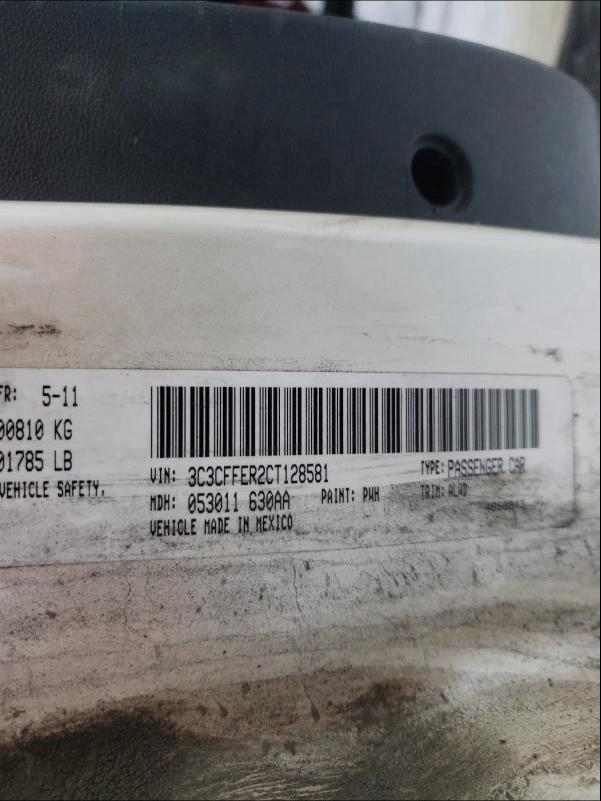 FR: 5-11
00810 KG
01785 LB
VEHICLE SAFETY,
VIN: 3C3CFFER2CT128581
TYPE: PASSENGER CAR
MDH: 053011 630AA
PAINT: PWH
TRIM: ALWD
VEHICLE MADE IN MEXICO